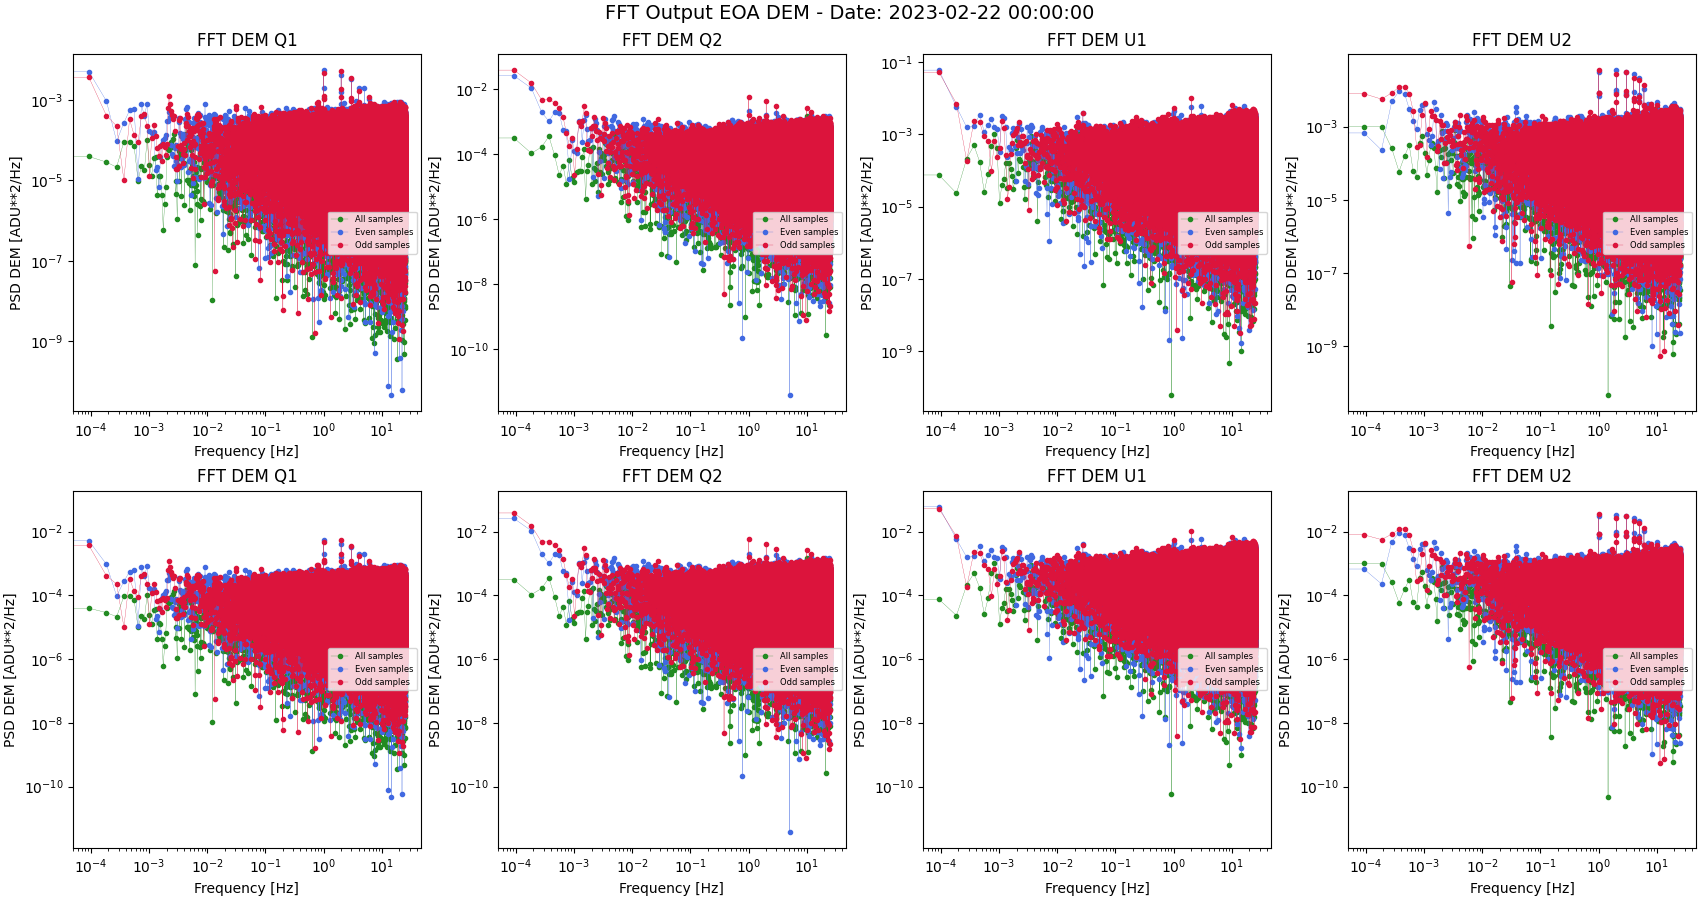 FFT Output EOA DEM - Date: 2023-02-22 00:00:00
FFT DEM Q1
PSD DEM [ADU**2/Hz]
10⁻³
10⁻⁵
10⁻⁷
10⁻⁹
All samples
Even samples
Odd samples
10⁻⁴ 10⁻³ 10⁻² 10⁻¹ 10⁰ 10¹
Frequency [Hz]
FFT DEM Q2
PSD DEM [ADU**2/Hz]
10⁻²
10⁻⁴
10⁻⁶
10⁻⁸
10⁻¹⁰
All samples
Even samples
Odd samples
10⁻⁴ 10⁻³ 10⁻² 10⁻¹ 10⁰ 10¹
Frequency [Hz]
FFT DEM U1
PSD DEM [ADU**2/Hz]
10⁻¹
10⁻³
10⁻⁵
10⁻⁷
10⁻⁹
All samples
Even samples
Odd samples
10⁻⁴ 10⁻³ 10⁻² 10⁻¹ 10⁰ 10¹
Frequency [Hz]
FFT DEM U2
PSD DEM [ADU**2/Hz]
10⁻³
10⁻⁵
10⁻⁷
10⁻⁹
All samples
Even samples
Odd samples
10⁻⁴ 10⁻³ 10⁻² 10⁻¹ 10⁰ 10¹
Frequency [Hz]
FFT DEM Q1
PSD DEM [ADU**2/Hz]
10⁻²
10⁻⁴
10⁻⁶
10⁻⁸
10⁻¹⁰
All samples
Even samples
Odd samples
10⁻⁴ 10⁻³ 10⁻² 10⁻¹ 10⁰ 10¹
Frequency [Hz]
FFT DEM Q2
PSD DEM [ADU**2/Hz]
10⁻²
10⁻⁴
10⁻⁶
10⁻⁸
10⁻¹⁰
All samples
Even samples
Odd samples
10⁻⁴ 10⁻³ 10⁻² 10⁻¹ 10⁰ 10¹
Frequency [Hz]
FFT DEM U1
PSD DEM [ADU**2/Hz]
10⁻²
10⁻⁴
10⁻⁶
10⁻⁸
10⁻¹⁰
All samples
Even samples
Odd samples
10⁻⁴ 10⁻³ 10⁻² 10⁻¹ 10⁰ 10¹
Frequency [Hz]
FFT DEM U2
PSD DEM [ADU**2/Hz]
10⁻²
10⁻⁴
10⁻⁶
10⁻⁸
10⁻¹⁰
All samples
Even samples
Odd samples
10⁻⁴ 10⁻³ 10⁻² 10⁻¹ 10⁰ 10¹
Frequency [Hz]